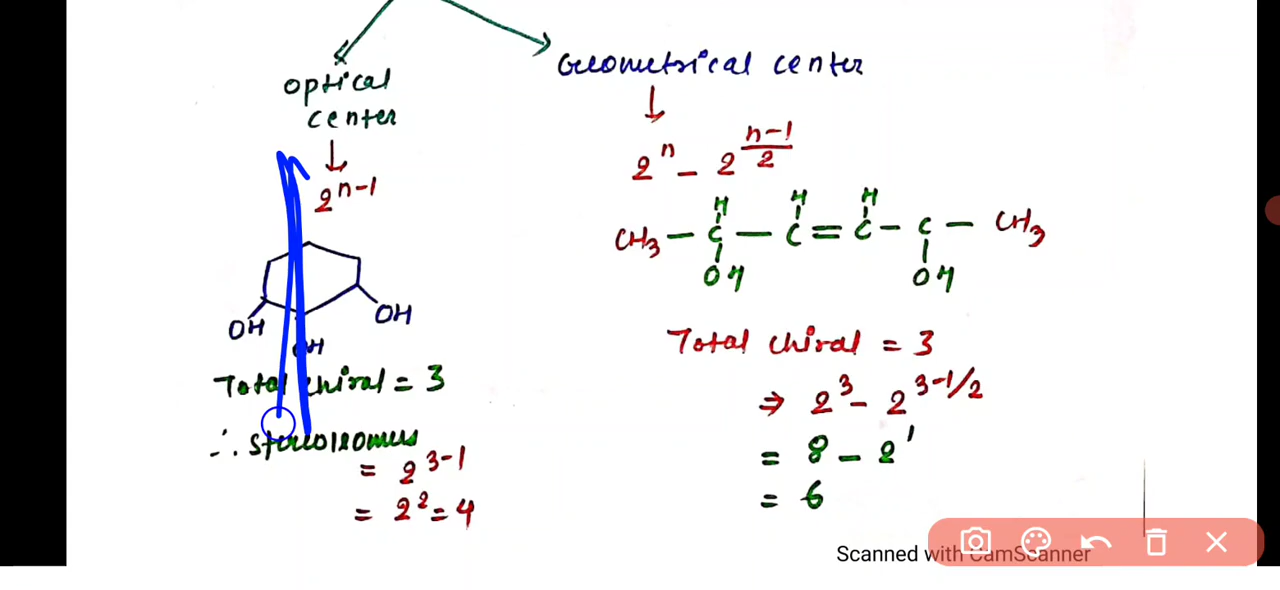 optical
center
2^(n-1)
OH
OH
OH
Total chiral = 3
∴ Stereoisomers
= 2^(3-1)
= 2^2 = 4
Geometrical center
2^n - 2^((n-1)/2)
H H H
CH3 - C - C = C - C - CH3
OH OH
Total chiral = 3
⇒ 2^3 - 2^(3-1/2)
= 8 - 2^1
= 6
Scanned with CamScanner